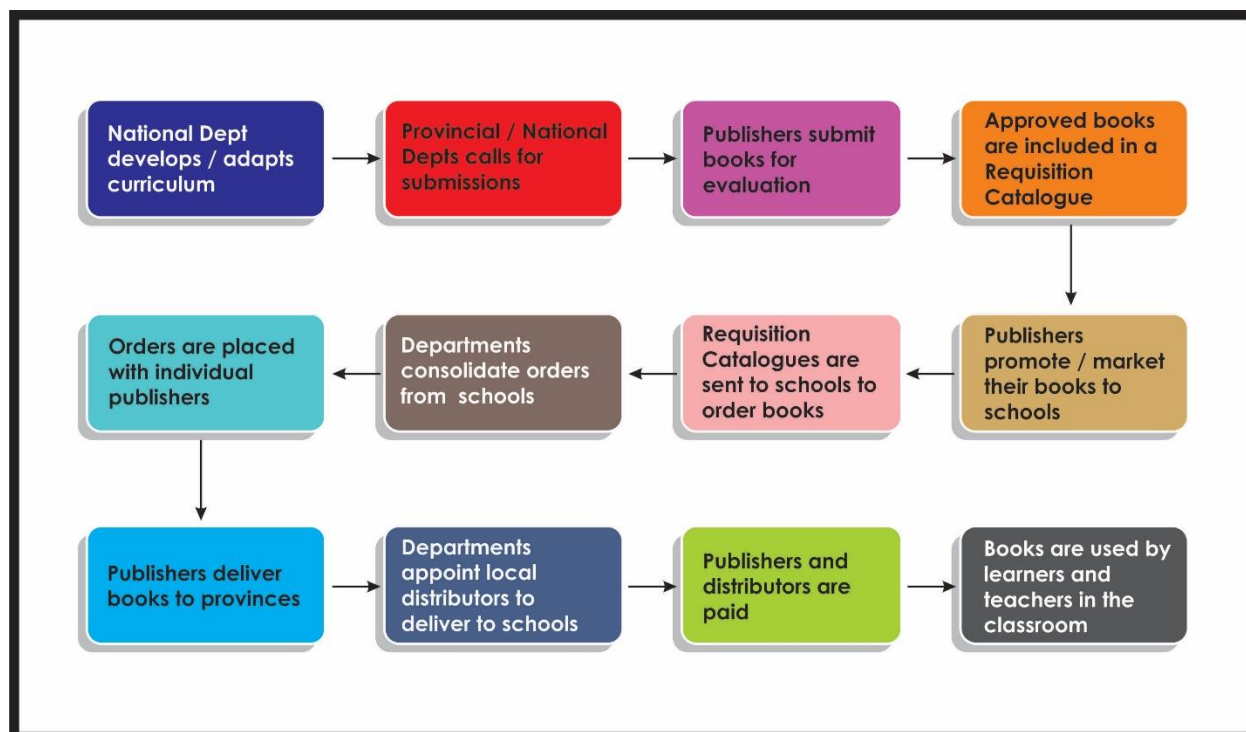 National Dept
develops / adapts
curriculum
Provincial / National
Depts calls for
submissions
Publishers submit
books for
evaluation
Approved books
are included in a
Requisition
Catalogue
Publishers
promote / market
their books to
schools
Requisition
Catalogues are
sent to schools to
order books
Departments
consolidate orders
from schools
Orders are placed
with individual
publishers
Publishers deliver
books to provinces
Departments
appoint local
distributors to
deliver to schools
Publishers and
distributors are
paid
Books are used by
learners and
teachers in the
classroom